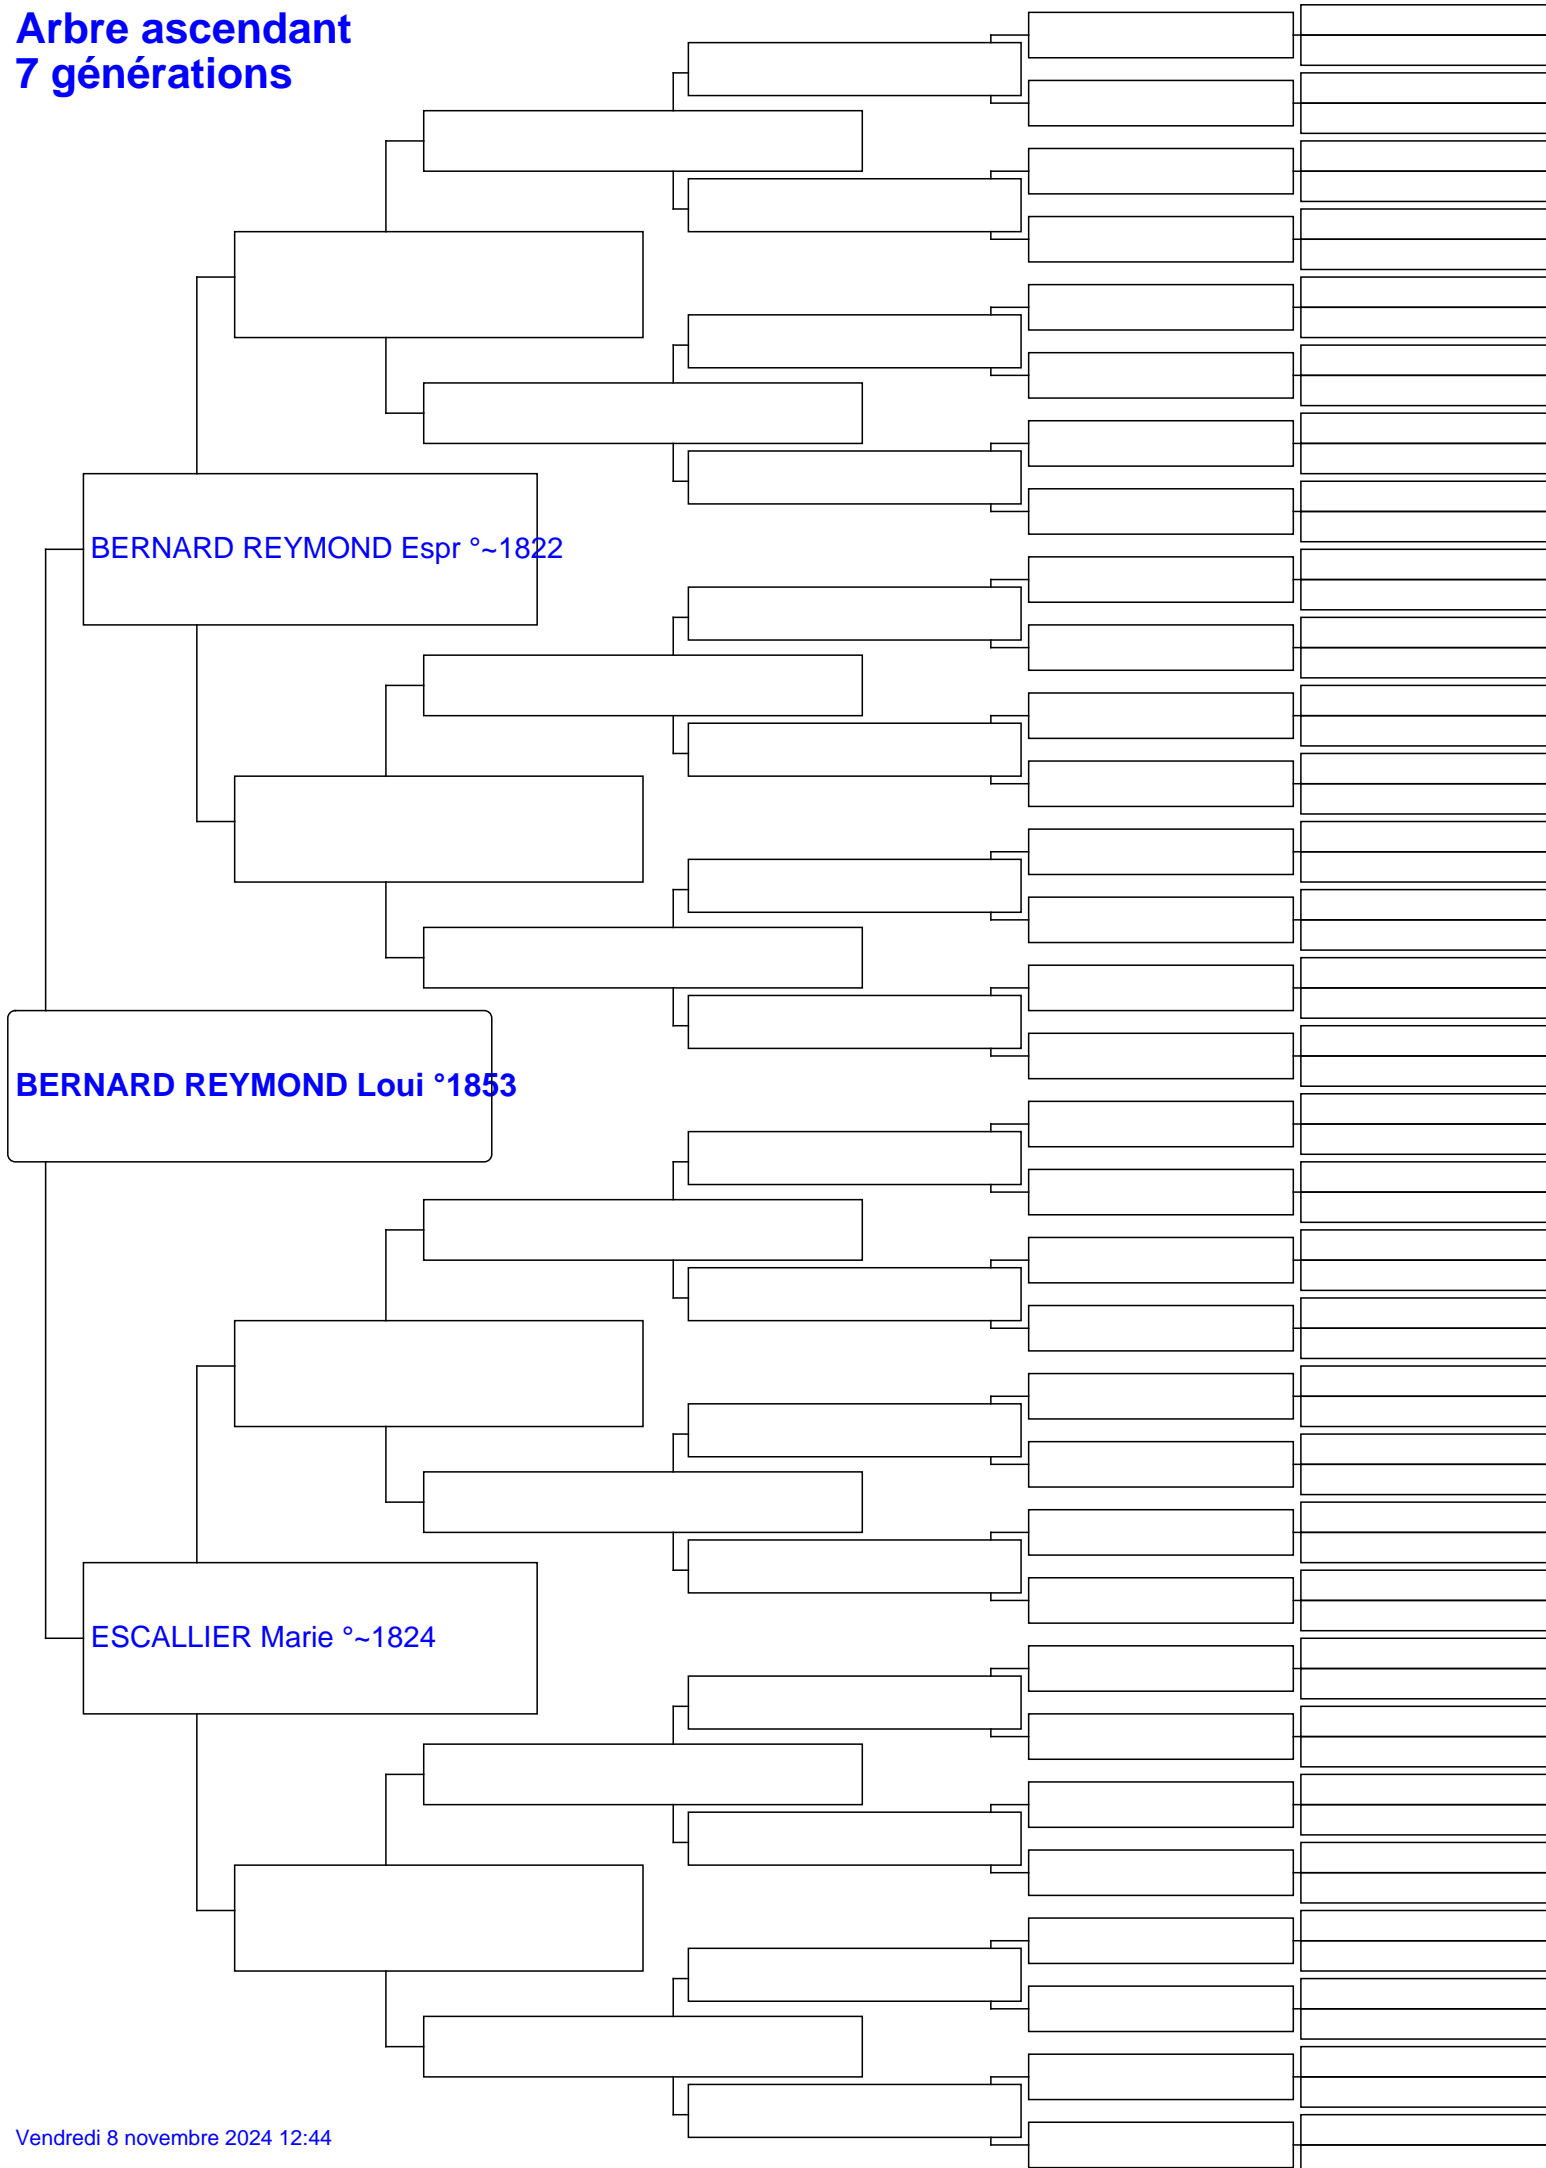 Arbre ascendant
7 générations
BERNARD REYMOND Espr °~1822
BERNARD REYMOND Loui °1853
ESCALLIER Marie °~1824
Vendredi 8 novembre 2024 12:44